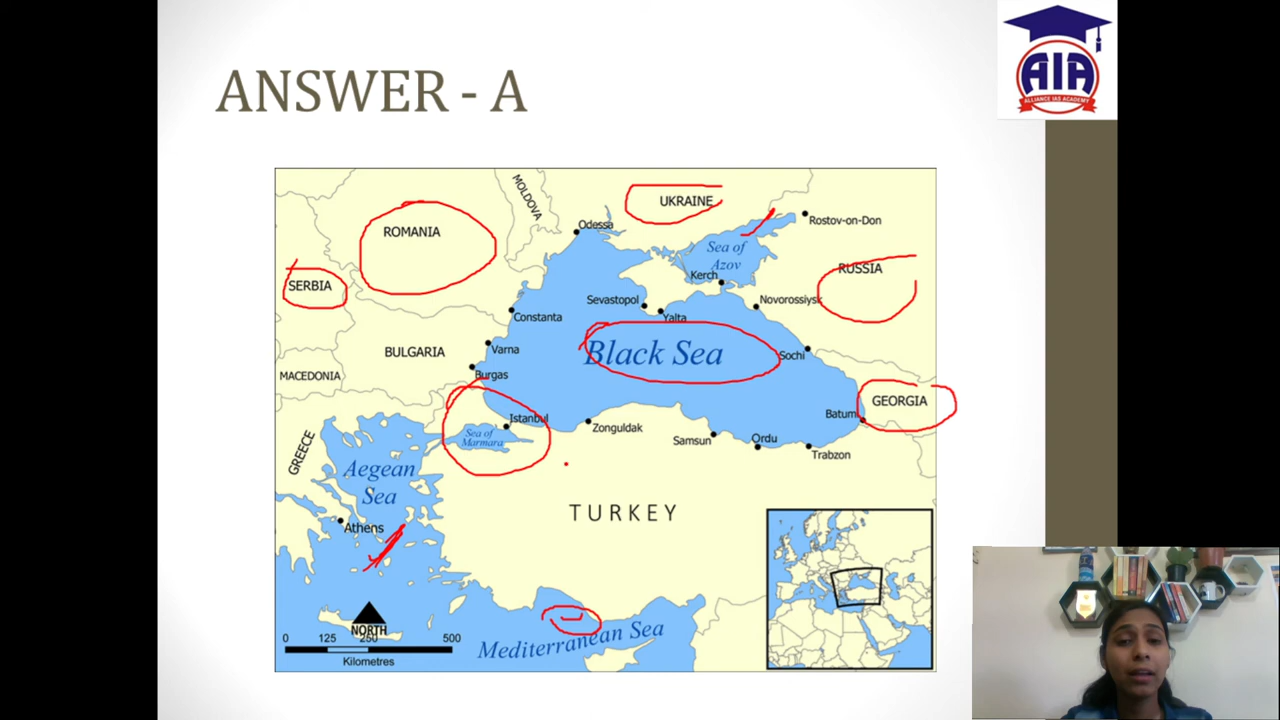 ANSWER - A
AIA
ALLIANCE IAS ACADEMY
MOLDOVA
UKRAINE
ROMANIA
Odessa
Rostov-on-Don
Sea of
Azov
Kerch
RUSSIA
SERBIA
Sevastopol
Yalta
Novorossiysk
Constanta
Varna
BULGARIA
Black Sea
Sochi
Burgas
MACEDONIA
GEORGIA
Batum
Istanbul
Sea of
Marmara
Zonguldak
Samsun
Ordu
Trabzon
GREECE
Aegean
Sea
TURKEY
Athens
NORTH
0 125 250 500
Kilometres
Mediterranean Sea